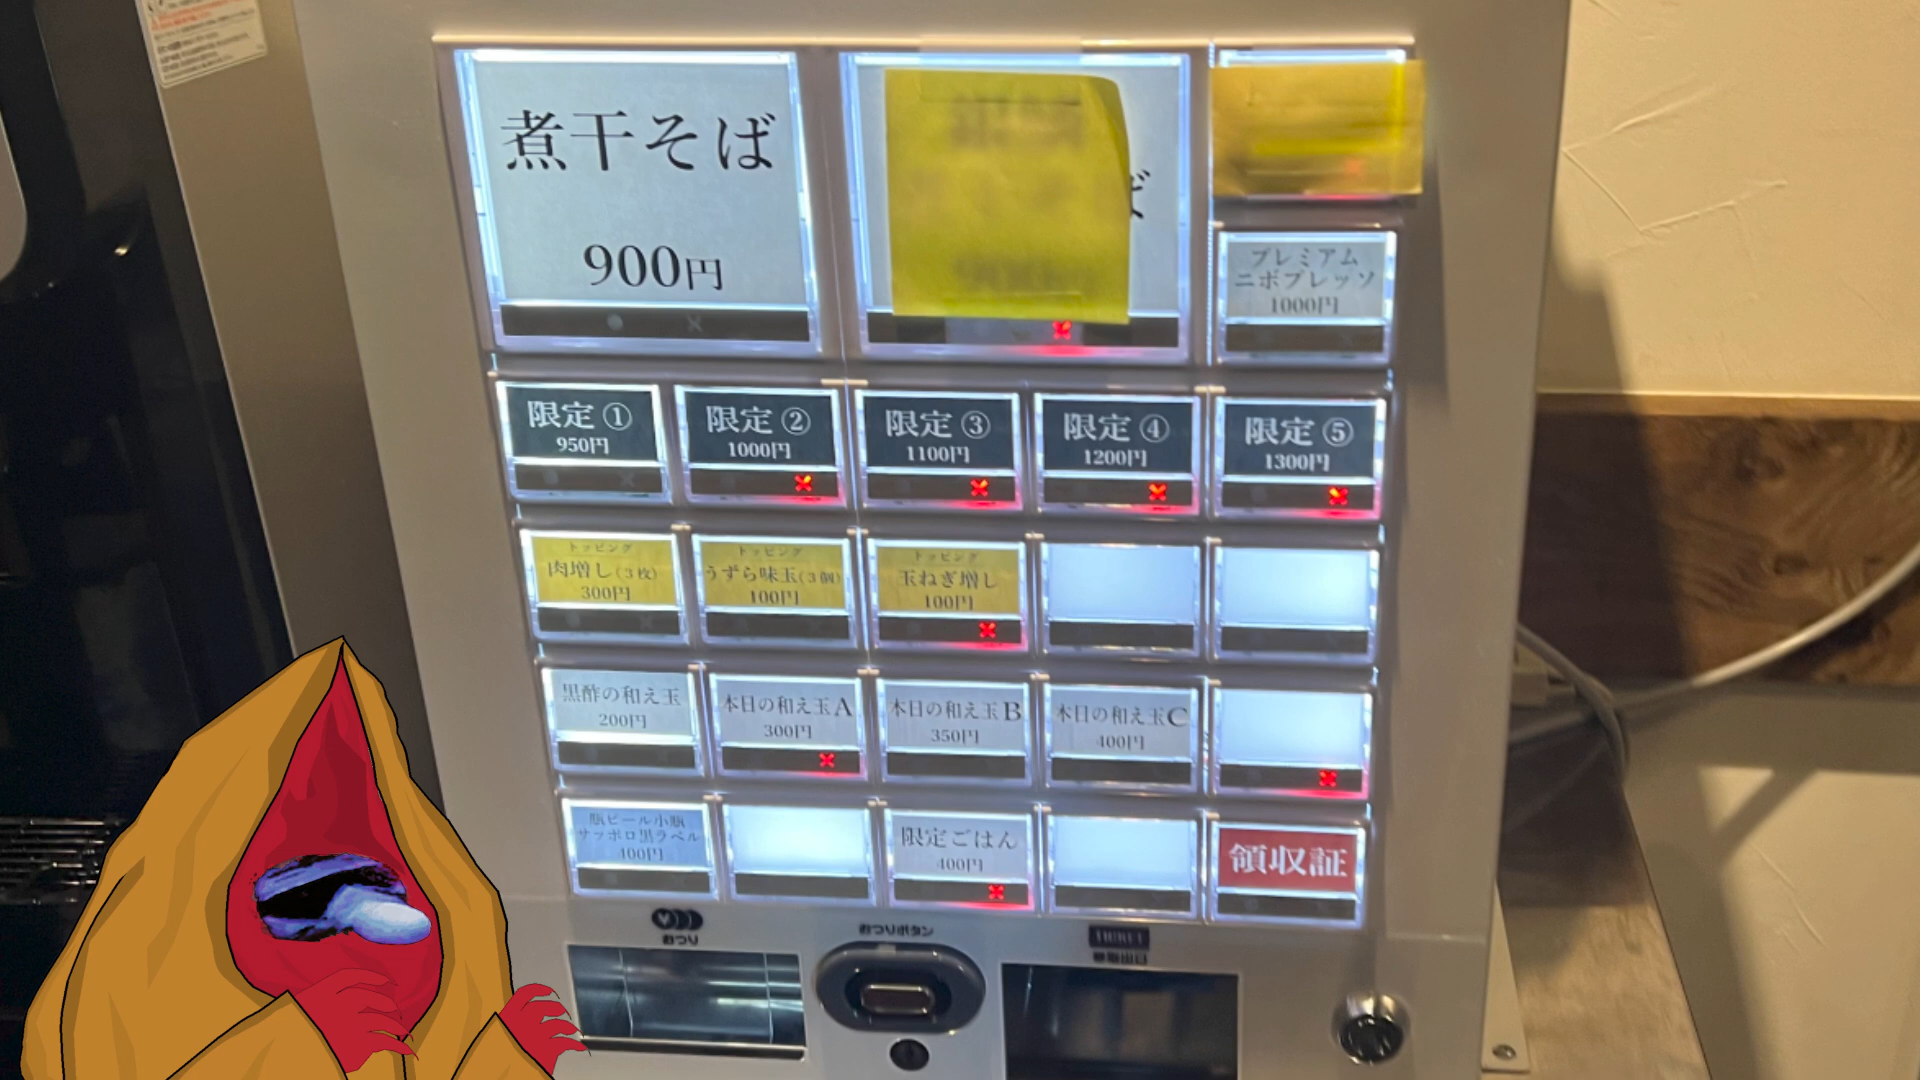 煮干そば
900円
ば
プレミアム
ニボプレッソ
1000円
限定①
950円
限定②
1000円
限定③
1100円
限定④
1200円
限定⑤
1300円
トッピング
肉増し(3枚)
300円
トッピング
うずら味玉(3個)
100円
トッピング
玉ねぎ増し
100円
黒酢の和え玉
200円
本日の和え玉A
300円
本日の和え玉B
350円
本日の和え玉C
400円
瓶ビール小瓶
サッポロ黒ラベル
400円
限定ごはん
400円
領収証
おつり
おつりボタン
TICKET